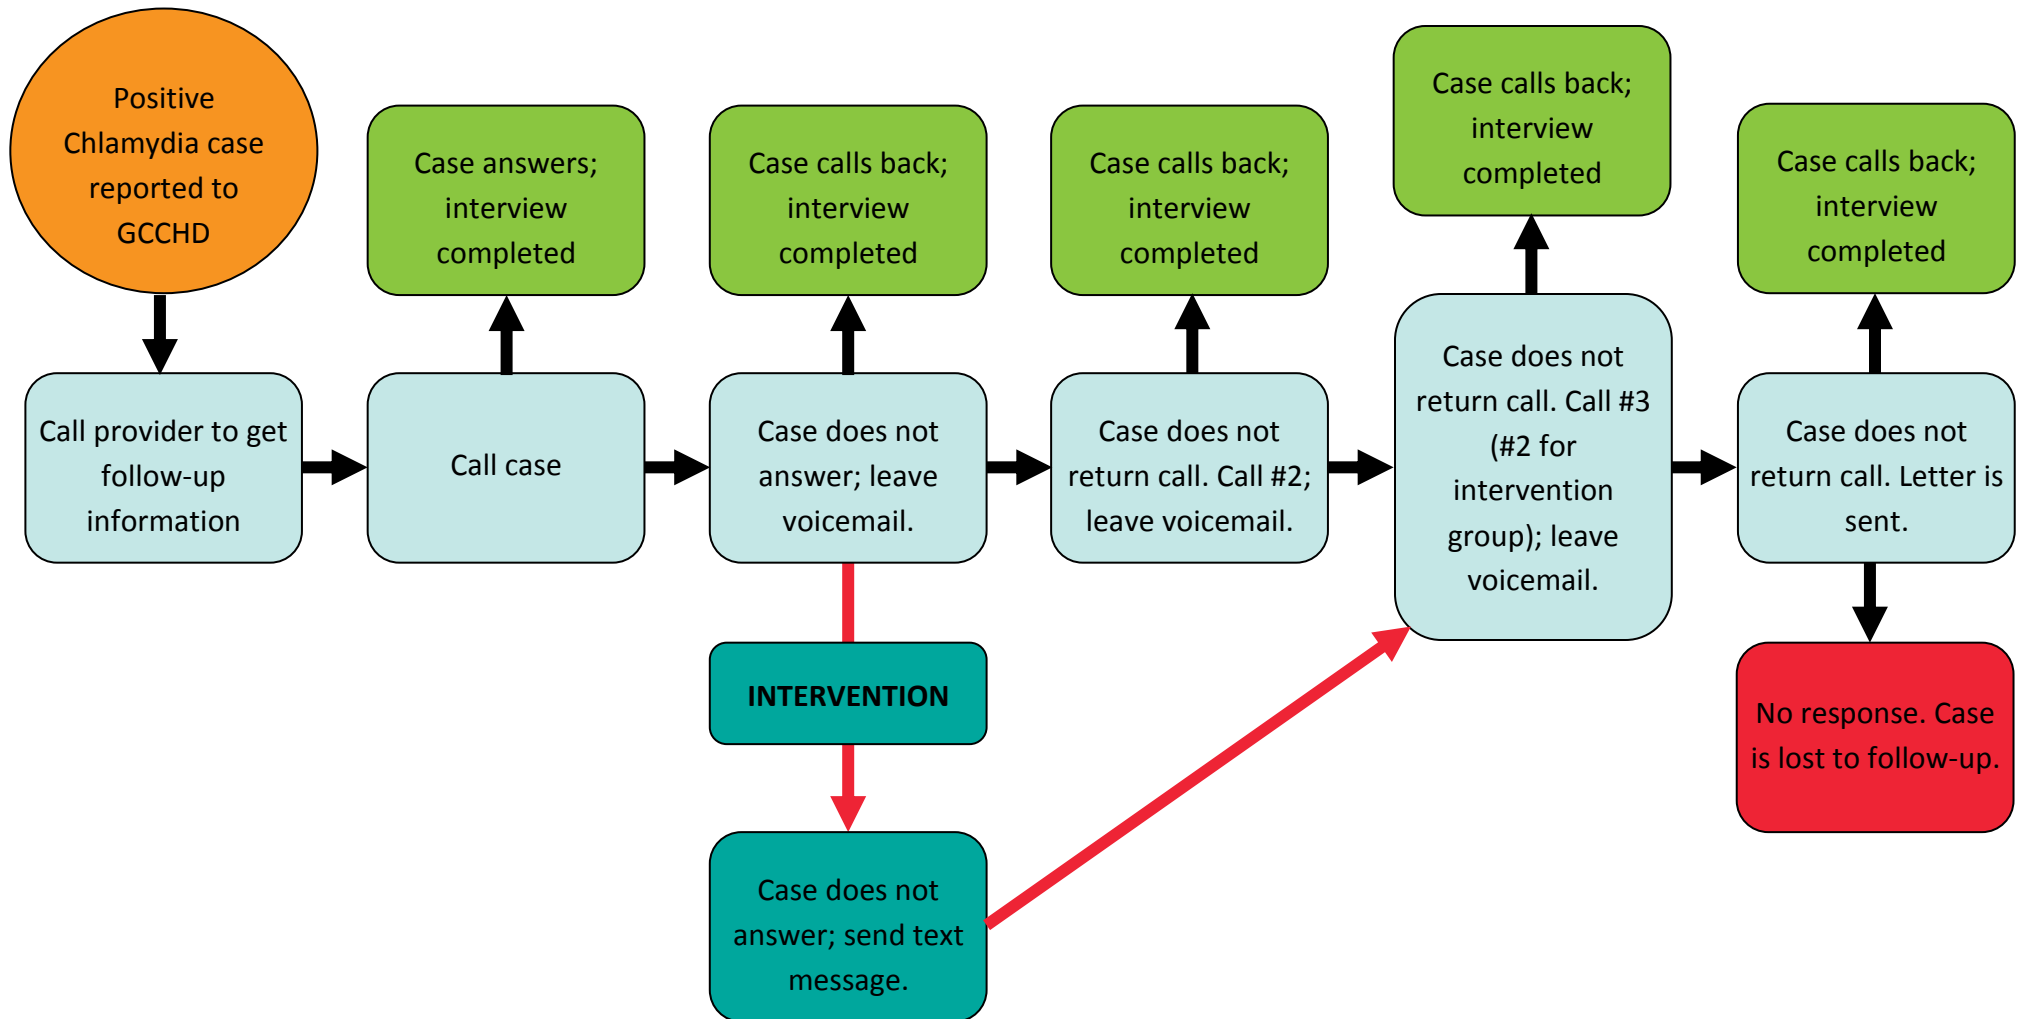 Positive
Chlamydia case
reported to
GCCHD
Case answers;
interview
completed
Case calls back;
interview
completed
Case calls back;
interview
completed
Case calls back;
interview
completed
Case calls back;
interview
completed
Call provider to get
follow-up
information
Call case
Case does not
answer; leave
voicemail.
Case does not
return call. Call #2;
leave voicemail.
Case does not
return call. Call #3
(#2 for
intervention
group); leave
voicemail.
Case does not
return call. Letter is
sent.
INTERVENTION
No response. Case
is lost to follow-up.
Case does not
answer; send text
message.